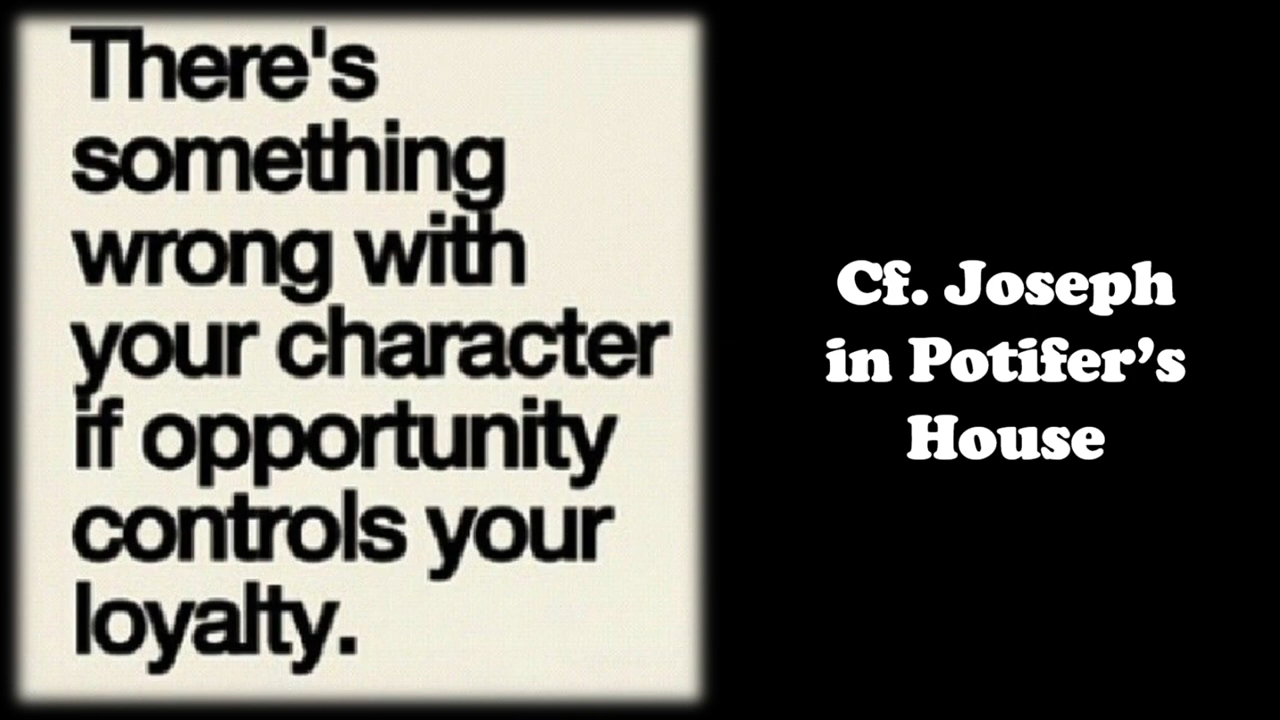 There's
something
wrong with
your character
if opportunity
controls your
loyalty.
Cf. Joseph
in Potifer’s
House